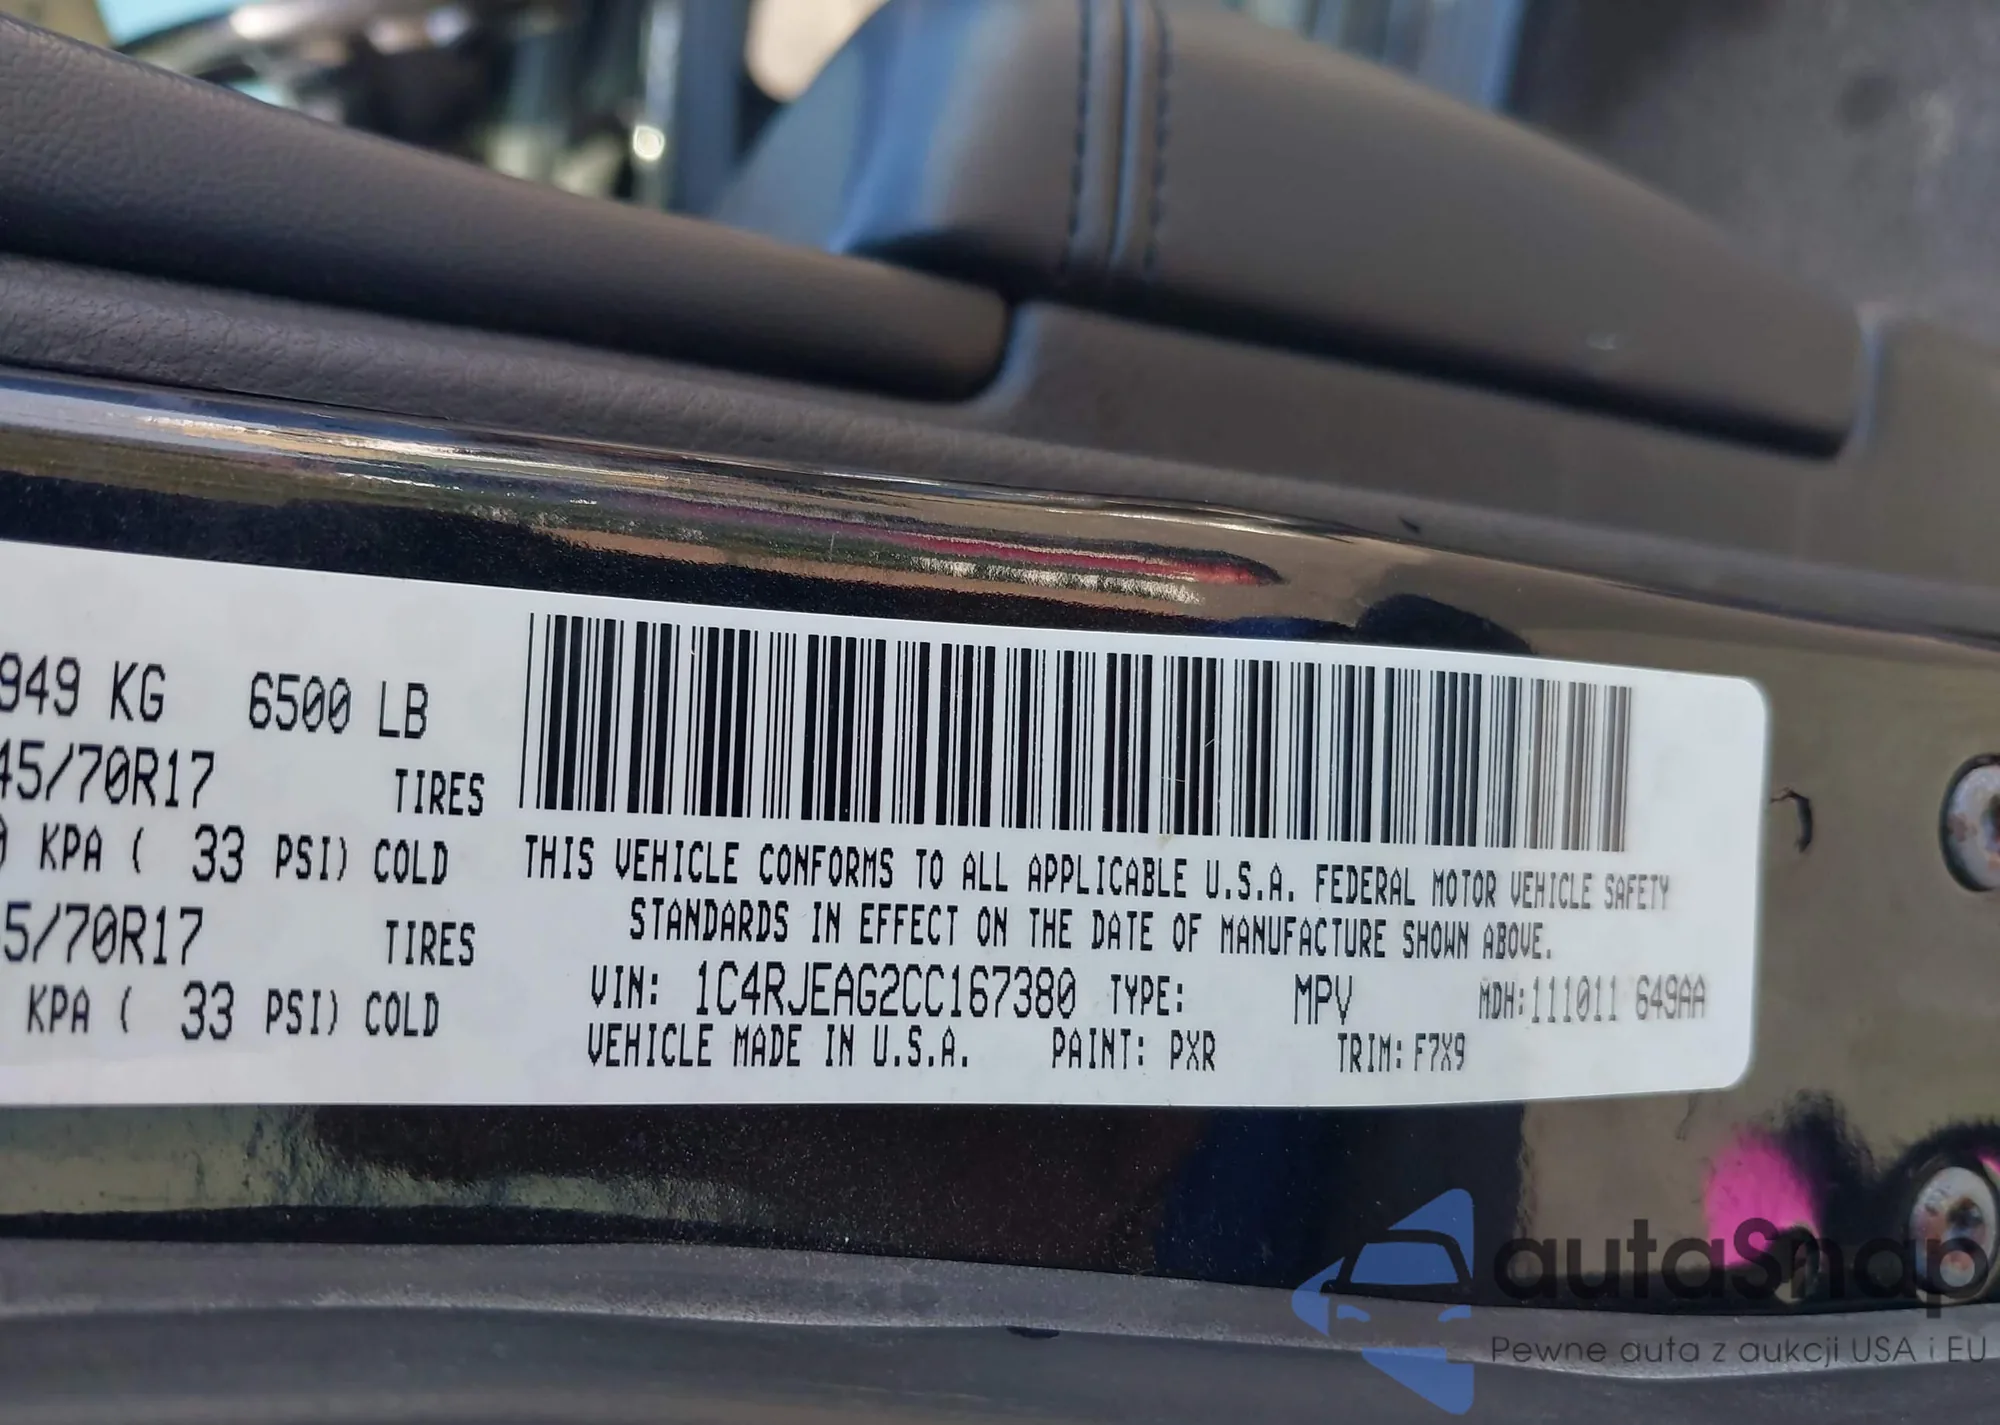 949 KG 6500 LB
45/70R17 TIRES
0 KPA ( 33 PSI) COLD
5/70R17 TIRES
KPA ( 33 PSI) COLD
THIS VEHICLE CONFORMS TO ALL APPLICABLE U.S.A. FEDERAL MOTOR VEHICLE SAFETY
STANDARDS IN EFFECT ON THE DATE OF MANUFACTURE SHOWN ABOVE.
VIN: 1C4RJEAG2CC167380 TYPE: MPV MDH:111011 649AA
VEHICLE MADE IN U.S.A. PAINT: PXR TRIM: F7X9
autaSnap
Pewne auta z aukcji USA i EU